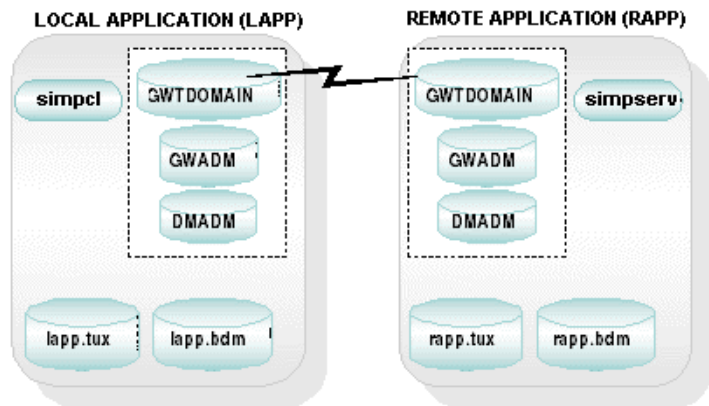 LOCAL APPLICATION (LAPP)
simpcl
GWTDOMAIN
GWADM
DMADM
lapp.tux
lapp.bdm
REMOTE APPLICATION (RAPP)
GWTDOMAIN
simpserv
GWADM
DMADM
rapp.tux
rapp.bdm